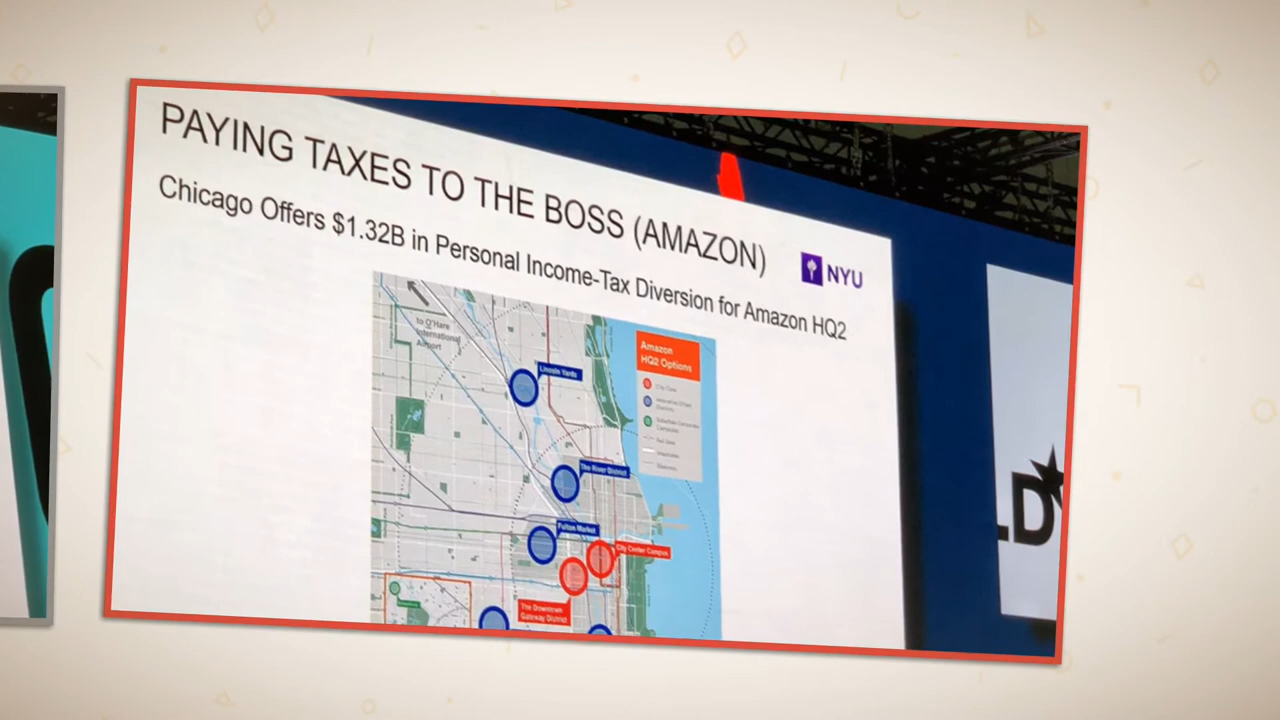 PAYING TAXES TO THE BOSS (AMAZON)
Chicago Offers $1.32B in Personal Income-Tax Diversion for Amazon HQ2
NYU
to O'Hare
International
Airport
Amazon
HQ2 Options
Lincoln Yards
The River District
Fulton Market
City Center Campus
The Downtown
Gateway District
LD